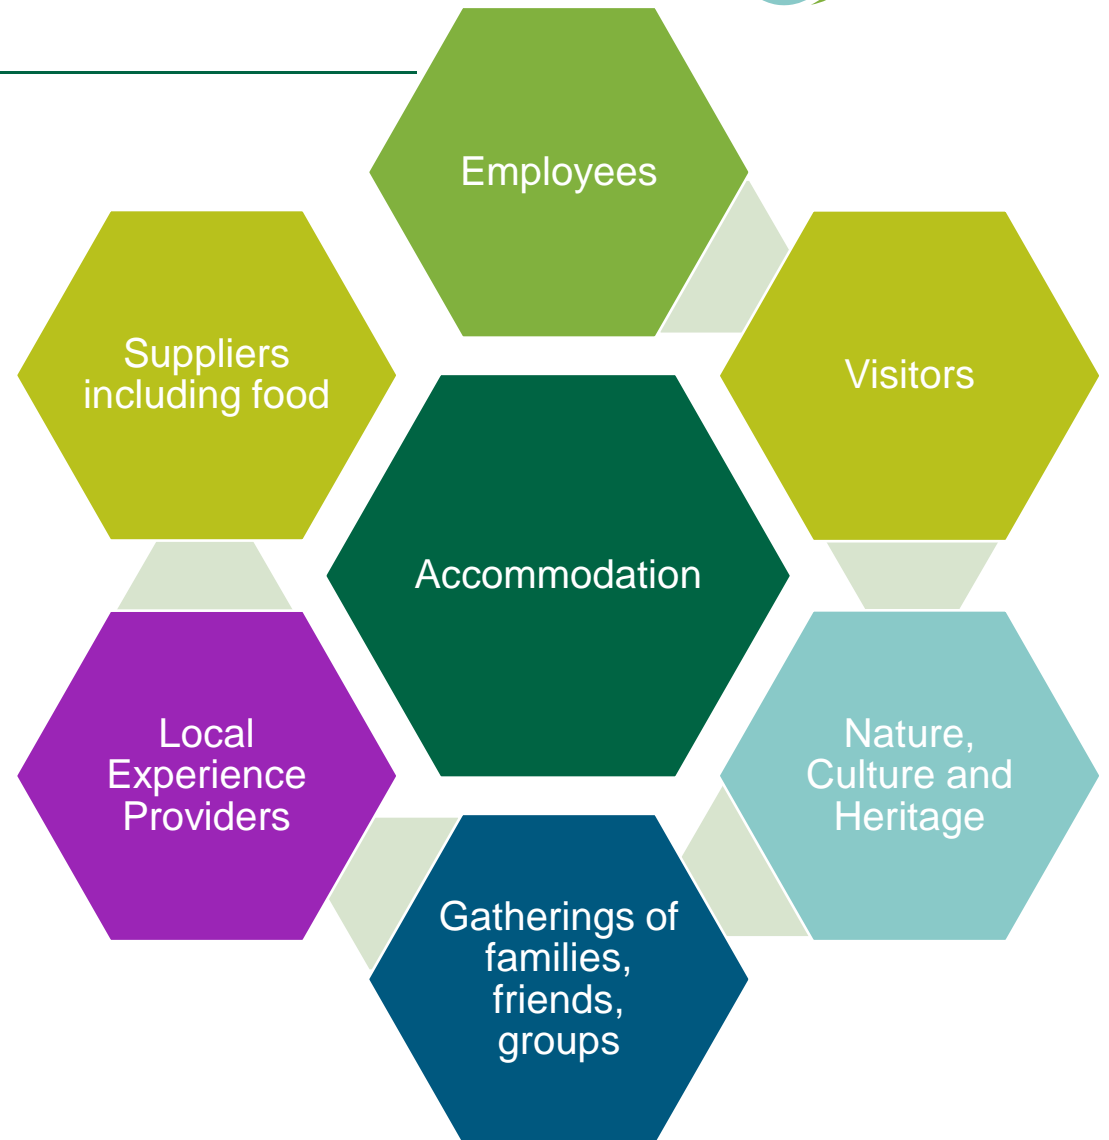 Employees
Suppliers
including food
Visitors
Accommodation
Local
Experience
Providers
Nature,
Culture and
Heritage
Gatherings of
families,
friends,
groups